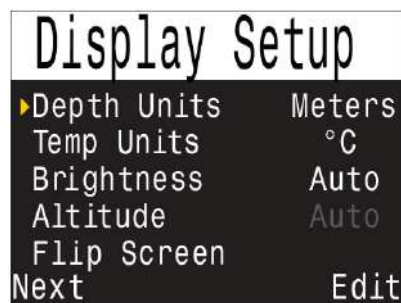 Display Setup
Depth Units Meters
Temp Units °C
Brightness Auto
Altitude Auto
Flip Screen
Next Edit